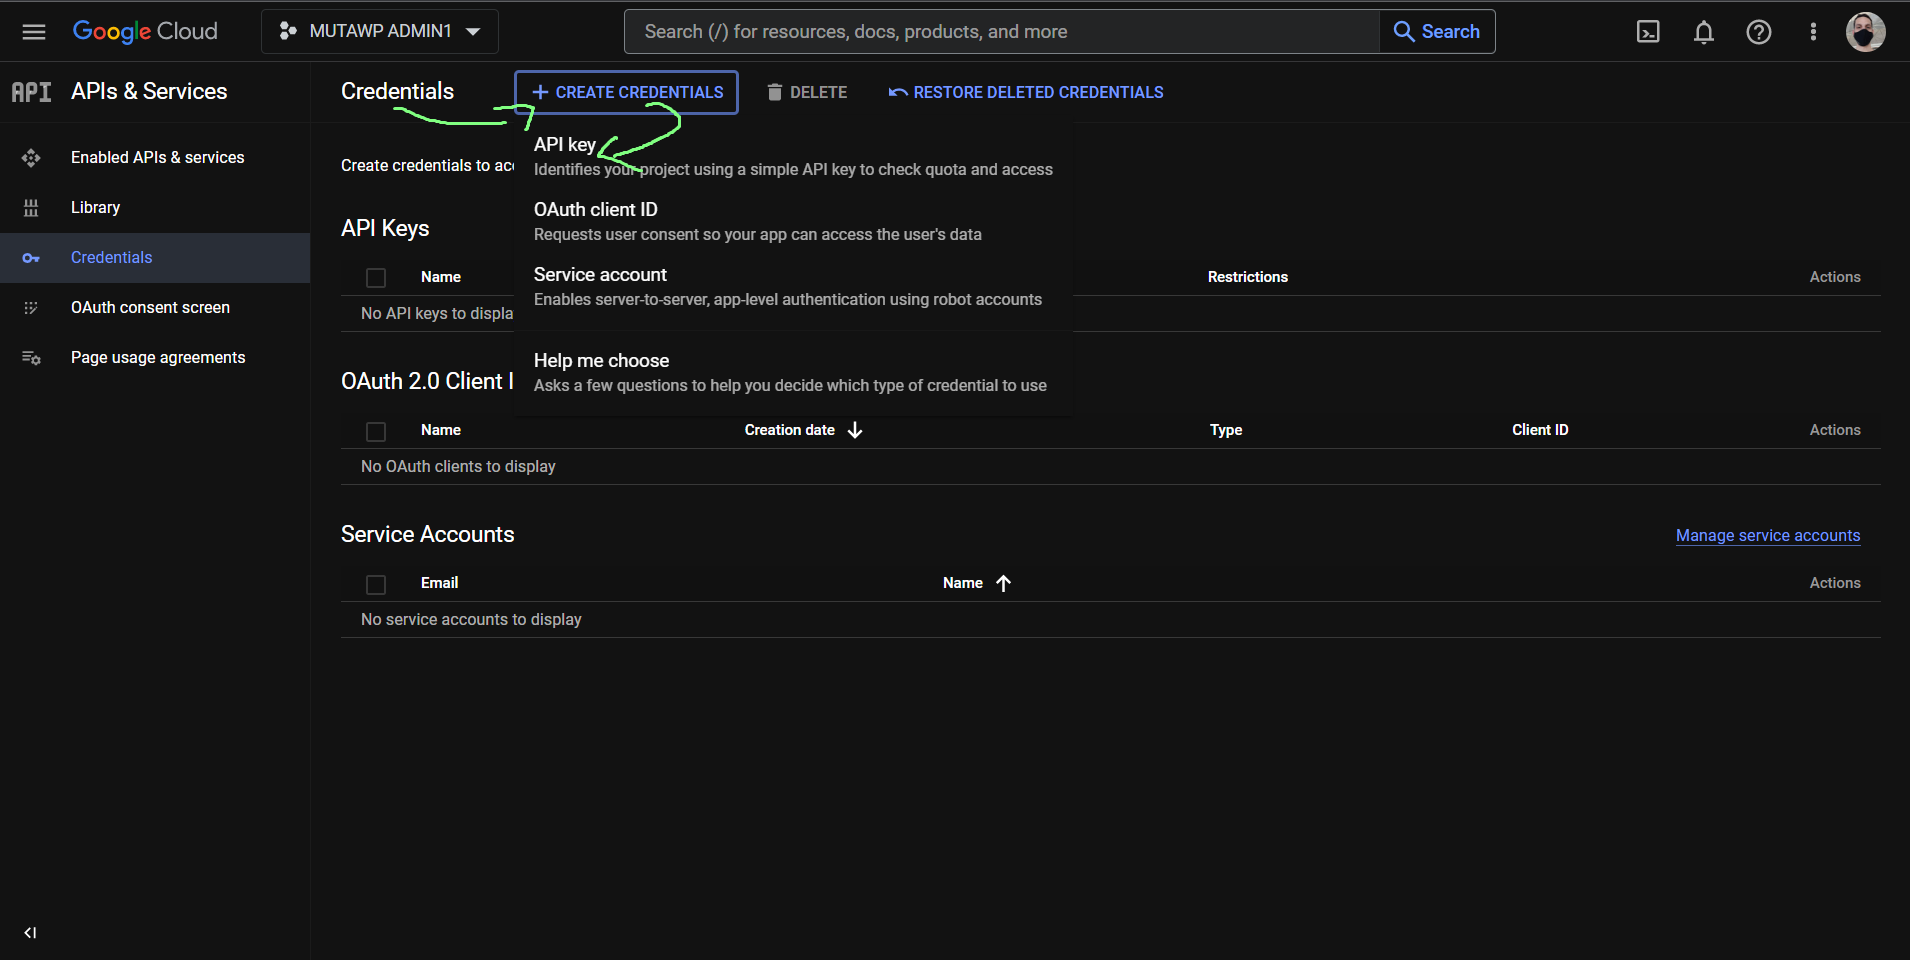 Google Cloud
MUTAWP ADMIN1
Search (/) for resources, docs, products, and more
Search
API
APIs & Services
Enabled APIs & services
Library
Credentials
OAuth consent screen
Page usage agreements
Credentials
+ CREATE CREDENTIALS
DELETE
RESTORE DELETED CREDENTIALS
Create credentials to acc
API key
Identifies your project using a simple API key to check quota and access
OAuth client ID
Requests user consent so your app can access the user's data
Service account
Enables server-to-server, app-level authentication using robot accounts
Help me choose
Asks a few questions to help you decide which type of credential to use
API Keys
Name
Restrictions
Actions
No API keys to displa
OAuth 2.0 Client I
Name
Creation date
Type
Client ID
Actions
No OAuth clients to display
Service Accounts
Manage service accounts
Email
Name
Actions
No service accounts to display